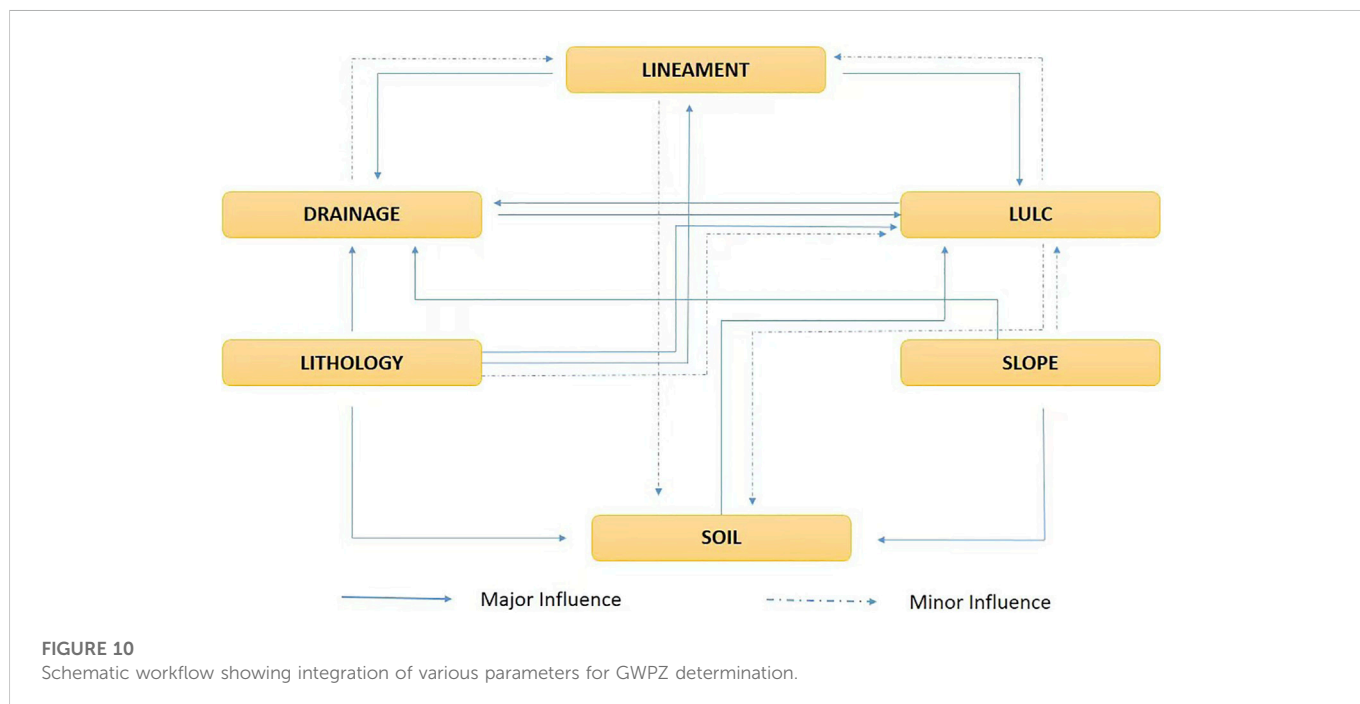 LINEAMENT
DRAINAGE
LULC
LITHOLOGY
SLOPE
SOIL
Major Influence
Minor Influence
FIGURE 10
Schematic workflow showing integration of various parameters for GWPZ determination.